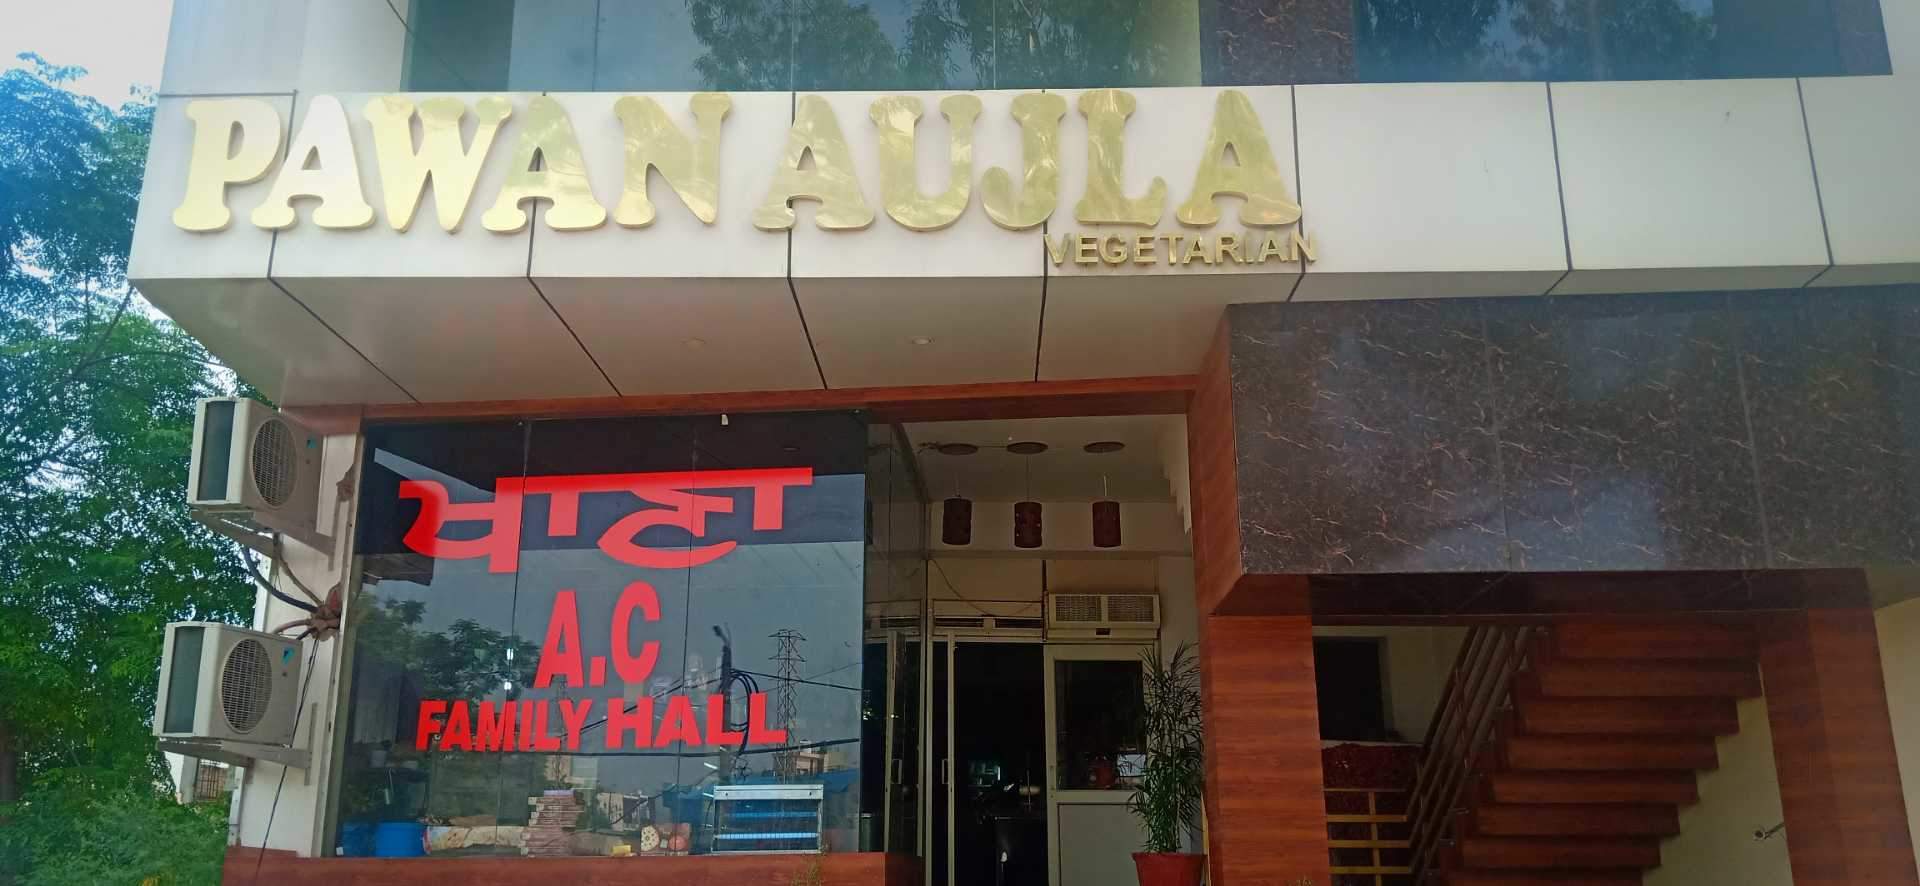 PAWAN AUJLA
VEGETARIAN
ਖਾਣਾ
A.C
FAMILY HALL